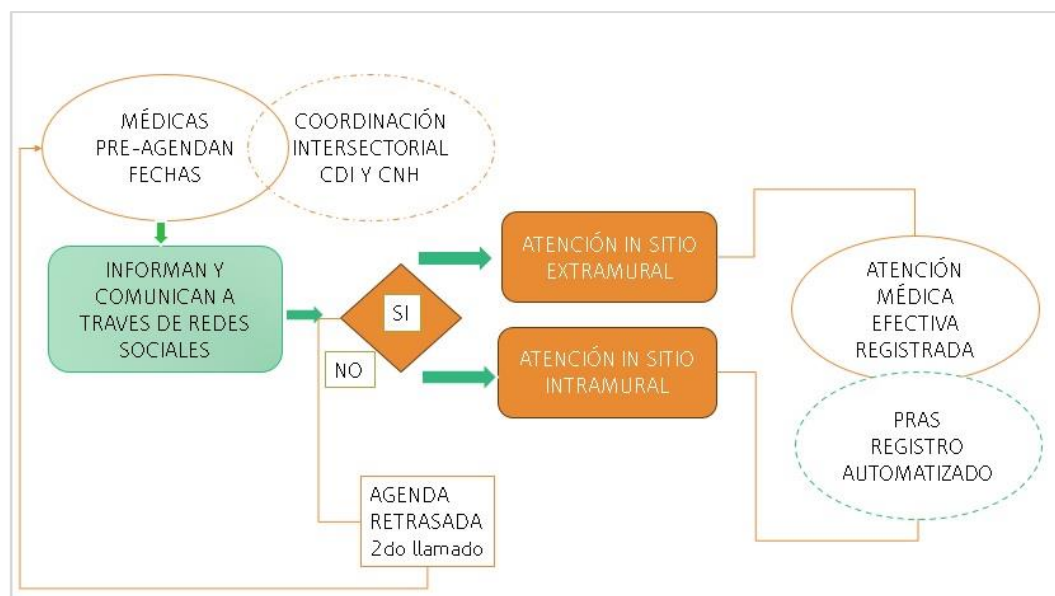 MÉDICAS
PRE-AGENDAN
FECHAS
COORDINACIÓN
INTERSECTORIAL
CDI Y CNH
INFORMAN Y
COMUNICAN A
TRAVES DE REDES
SOCIALES
SI
NO
ATENCIÓN IN SITIO
EXTRAMURAL
ATENCIÓN IN SITIO
INTRAMURAL
ATENCIÓN
MÉDICA
EFECTIVA
REGISTRADA
PRAS
REGISTRO
AUTOMATIZADO
AGENDA
RETRASADA
2do llamado